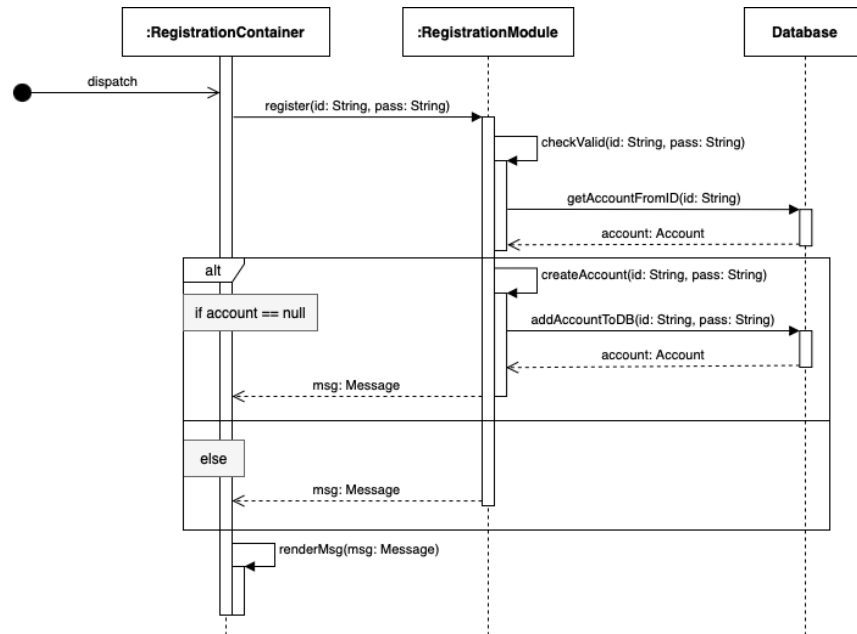 :RegistrationContainer
:RegistrationModule
Database
dispatch
register(id: String, pass: String)
checkValid(id: String, pass: String)
getAccountFromID(id: String)
account: Account
alt
createAccount(id: String, pass: String)
if account == null
addAccountToDB(id: String, pass: String)
account: Account
msg: Message
else
msg: Message
renderMsg(msg: Message)